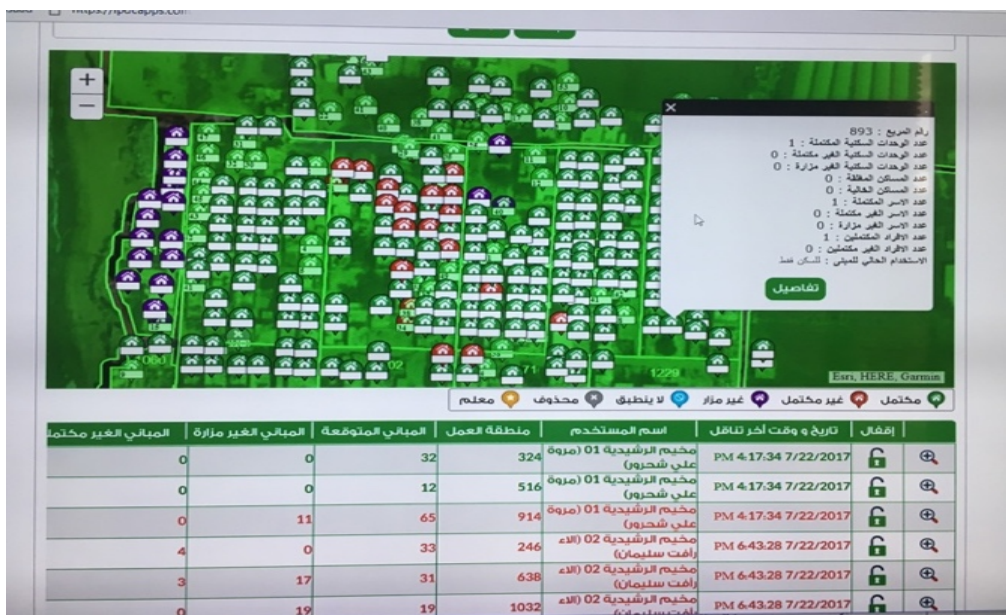 رقم المربع : 893
عدد الوحدات السكنية المكتملة : 1
عدد الوحدات السكنية الغير مكتملة : 0
عدد الوحدات السكنية الغير مزارة : 0
عدد المساكن المغلقة : 0
عدد المساكن الخالية : 0
عدد الاسر المكتملة : 1
عدد الاسر الغير مكتملة : 0
عدد الاسر الغير مزارة : 0
عدد الافراد المكتملين : 1
عدد الافراد الغير مكتملين : 0
الاستخدام الحالي للمبنى : للسكن فقط
تفاصيل
71
1229
Esri, HERE, Garmin
مكتمل غير مكتمل غير مزار لا ينطبق محذوف معلم
إقفال تاريخ و وقت أخر تناقل اسم المستخدم منطقة العمل المباني المتوقعة المباني الغير مزارة المباني الغير
7/22/2017 4:17:34 PM مخيم الرشيدية 01 (مروة علي شحرور) 324 32 0 0
7/22/2017 4:17:34 PM مخيم الرشيدية 01 (مروة علي شحرور) 516 12 0 0
7/22/2017 4:17:34 PM مخيم الرشيدية 01 (مروة علي شحرور) 914 65 11 0
7/22/2017 6:43:28 PM مخيم الرشيدية 02 (الاء رأفت سليمان) 246 33 0 4
7/22/2017 6:43:28 PM مخيم الرشيدية 02 (الاء رأفت سليمان) 638 31 17 3
7/22/2017 6:43:28 PM مخيم الرشيدية 02 (الاء 1032 19 19 0